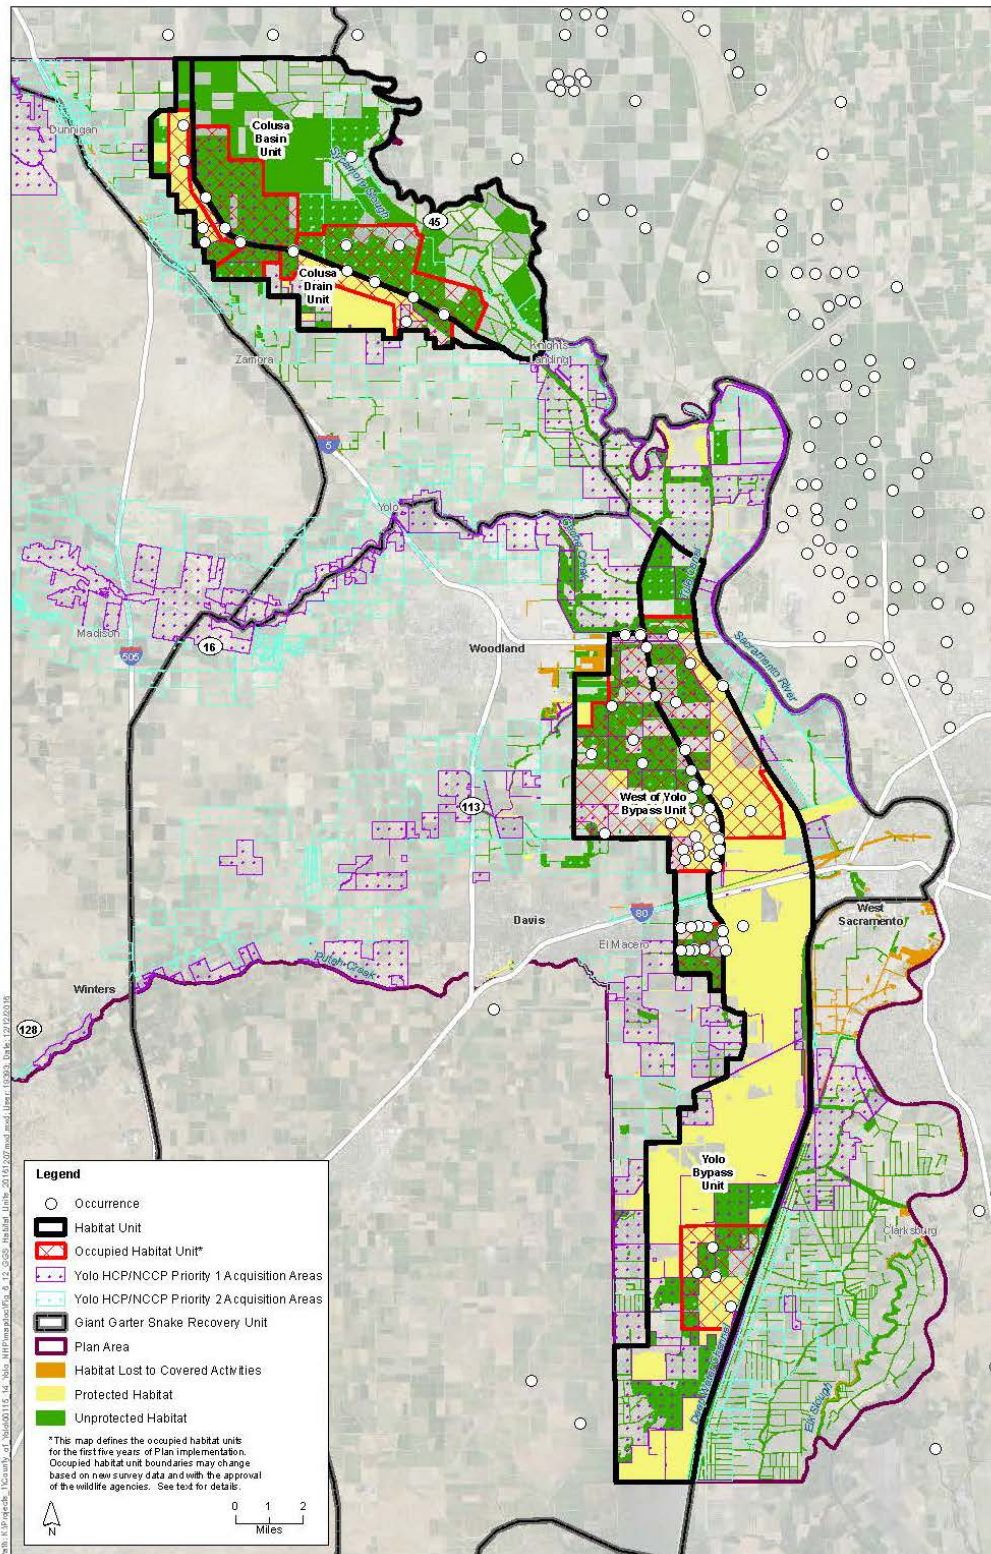 Dunnigan
Colusa
Basin
Unit
Sycamore Slough
45
Colusa
Drain
Unit
Knights
Landing
Zamora
5
Yolo
Madison
505
16
Woodland
Sacramento River
113
West of Yolo
Bypass Unit
Davis
80
El Macero
West
Sacramento
Putah Creek
Winters
128
Yolo
Bypass
Unit
Clarksburg
Elk Slough
Legend
Occurrence
Habitat Unit
Occupied Habitat Unit*
Yolo HCP/NCCP Priority 1 Acquisition Areas
Yolo HCP/NCCP Priority 2 Acquisition Areas
Giant Garter Snake Recovery Unit
Plan Area
Habitat Lost to Covered Activities
Protected Habitat
Unprotected Habitat
*This map defines the occupied habitat units
for the first five years of Plan implementation.
Occupied habitat unit boundaries may change
based on new survey data and with the approval
of the wildlife agencies. See text for details.
0 1 2
Miles
N